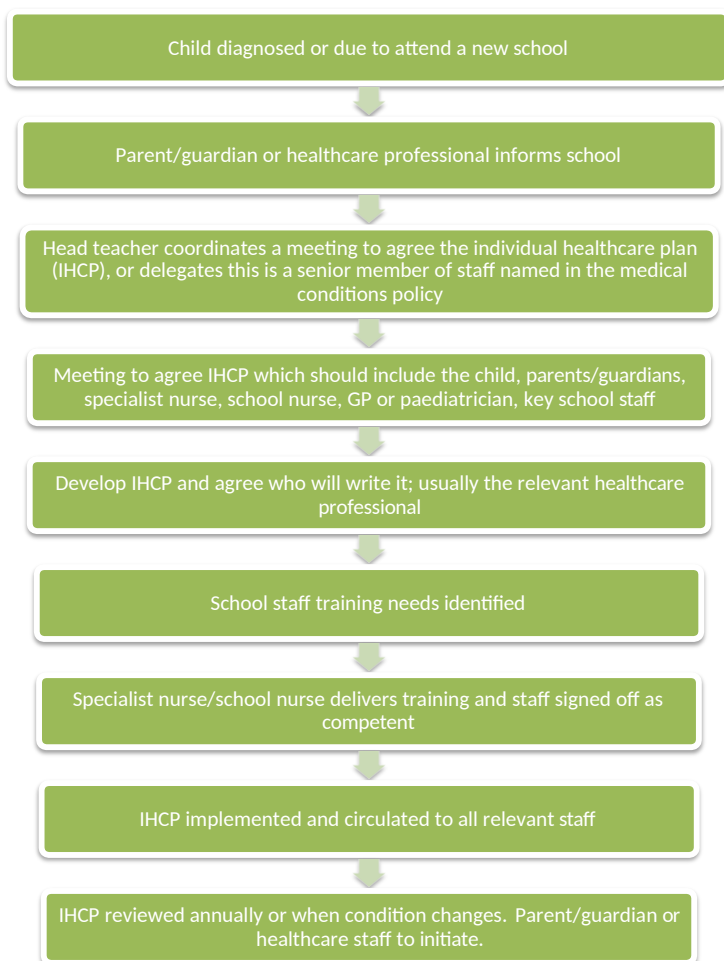 Child diagnosed or due to attend a new school
Parent/guardian or healthcare professional informs school
Head teacher coordinates a meeting to agree the individual healthcare plan
(IHCP), or delegates this is a senior member of staff named in the medical
conditions policy
Meeting to agree IHCP which should include the child, parents/guardians,
specialist nurse, school nurse, GP or paediatrician, key school staff
Develop IHCP and agree who will write it; usually the relevant healthcare
professional
School staff training needs identified
Specialist nurse/school nurse delivers training and staff signed off as
competent
IHCP implemented and circulated to all relevant staff
IHCP reviewed annually or when condition changes. Parent/guardian or
healthcare staff to initiate.